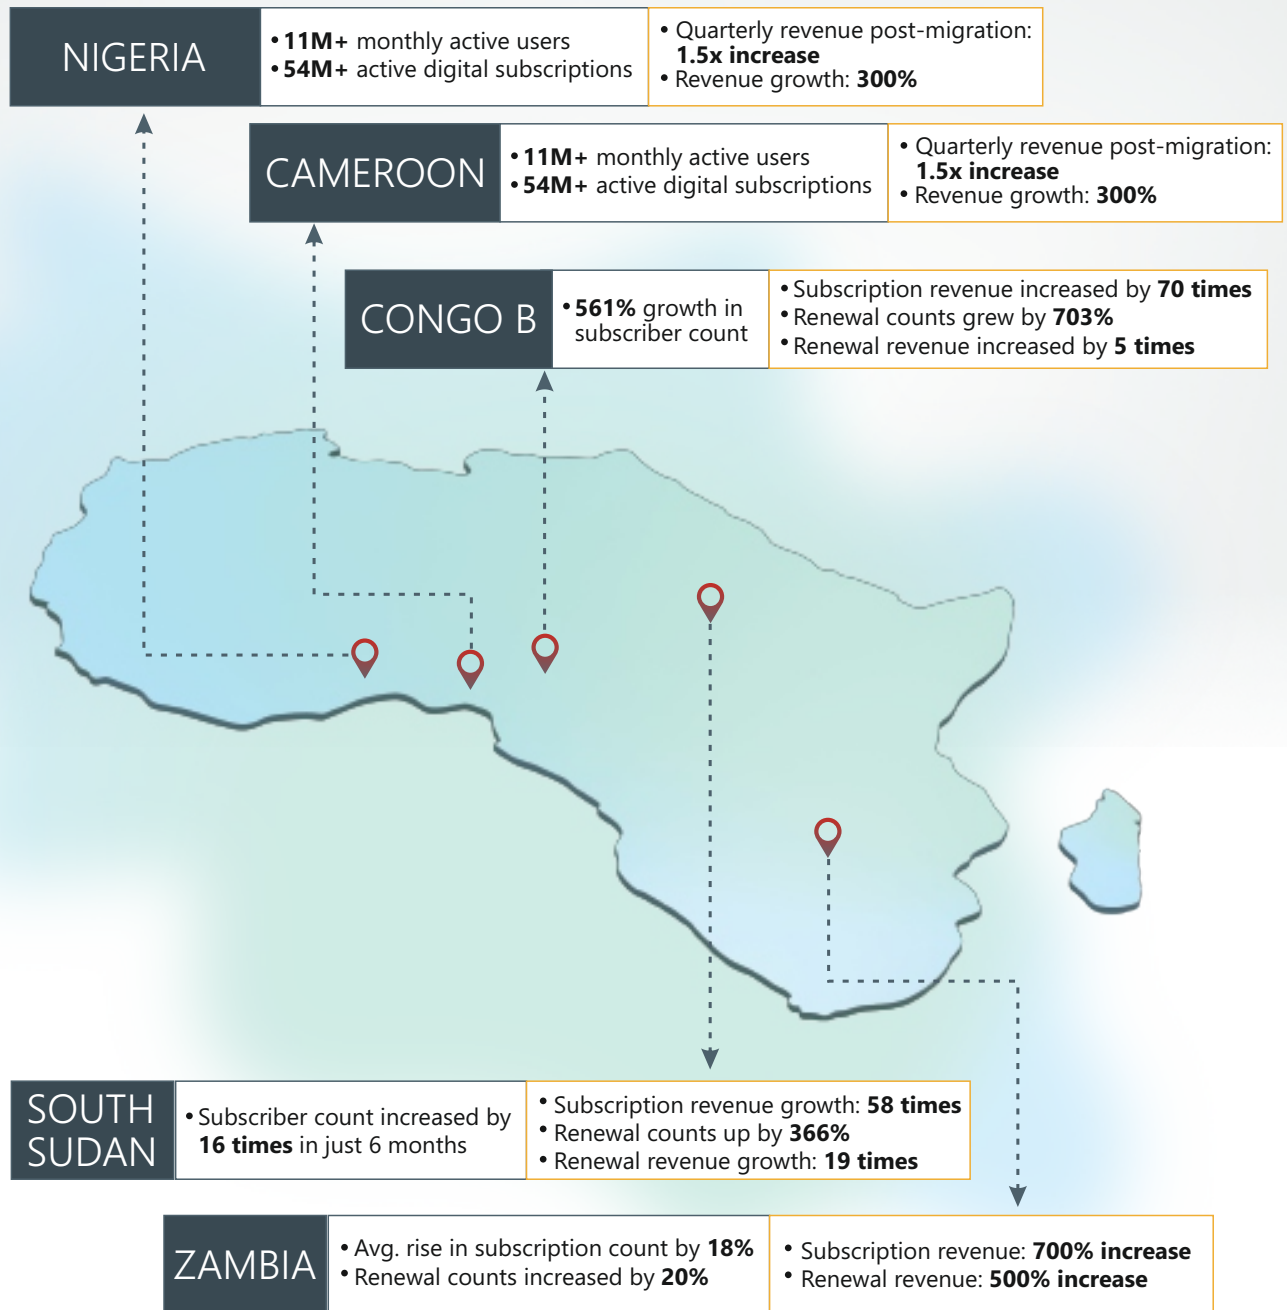 NIGERIA
• 11M+ monthly active users
• 54M+ active digital subscriptions
• Quarterly revenue post-migration:
1.5x increase
• Revenue growth: 300%
CAMEROON
• 11M+ monthly active users
• 54M+ active digital subscriptions
• Quarterly revenue post-migration:
1.5x increase
• Revenue growth: 300%
CONGO B
• 561% growth in
subscriber count
• Subscription revenue increased by 70 times
• Renewal counts grew by 703%
• Renewal revenue increased by 5 times
SOUTH
SUDAN
• Subscriber count increased by
16 times in just 6 months
• Subscription revenue growth: 58 times
• Renewal counts up by 366%
• Renewal revenue growth: 19 times
ZAMBIA
• Avg. rise in subscription count by 18%
• Renewal counts increased by 20%
• Subscription revenue: 700% increase
• Renewal revenue: 500% increase